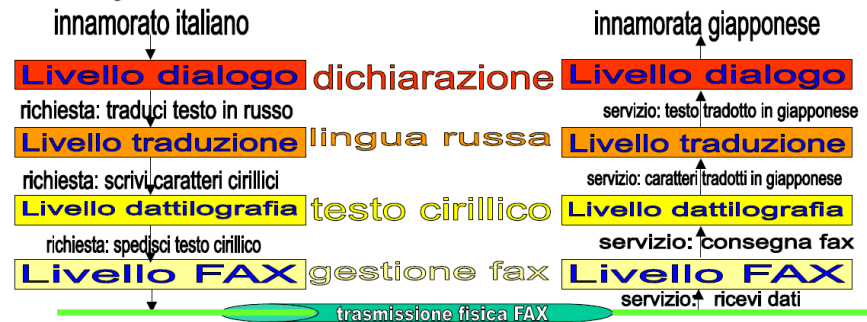 innamorato italiano innamorata giapponese
Livello dialogo dichiarazione Livello dialogo
richiesta: traduci testo in russo servizio: testo tradotto in giapponese
Livello traduzione lingua russa Livello traduzione
richiesta: scrivi caratteri cirillici servizio: caratteri tradotti in giapponese
Livello dattilografia testo cirillico Livello dattilografia
richiesta: spedisci testo cirillico servizio: consegna fax
Livello FAX gestione fax Livello FAX
servizio: ricevi dati
trasmissione fisica FAX